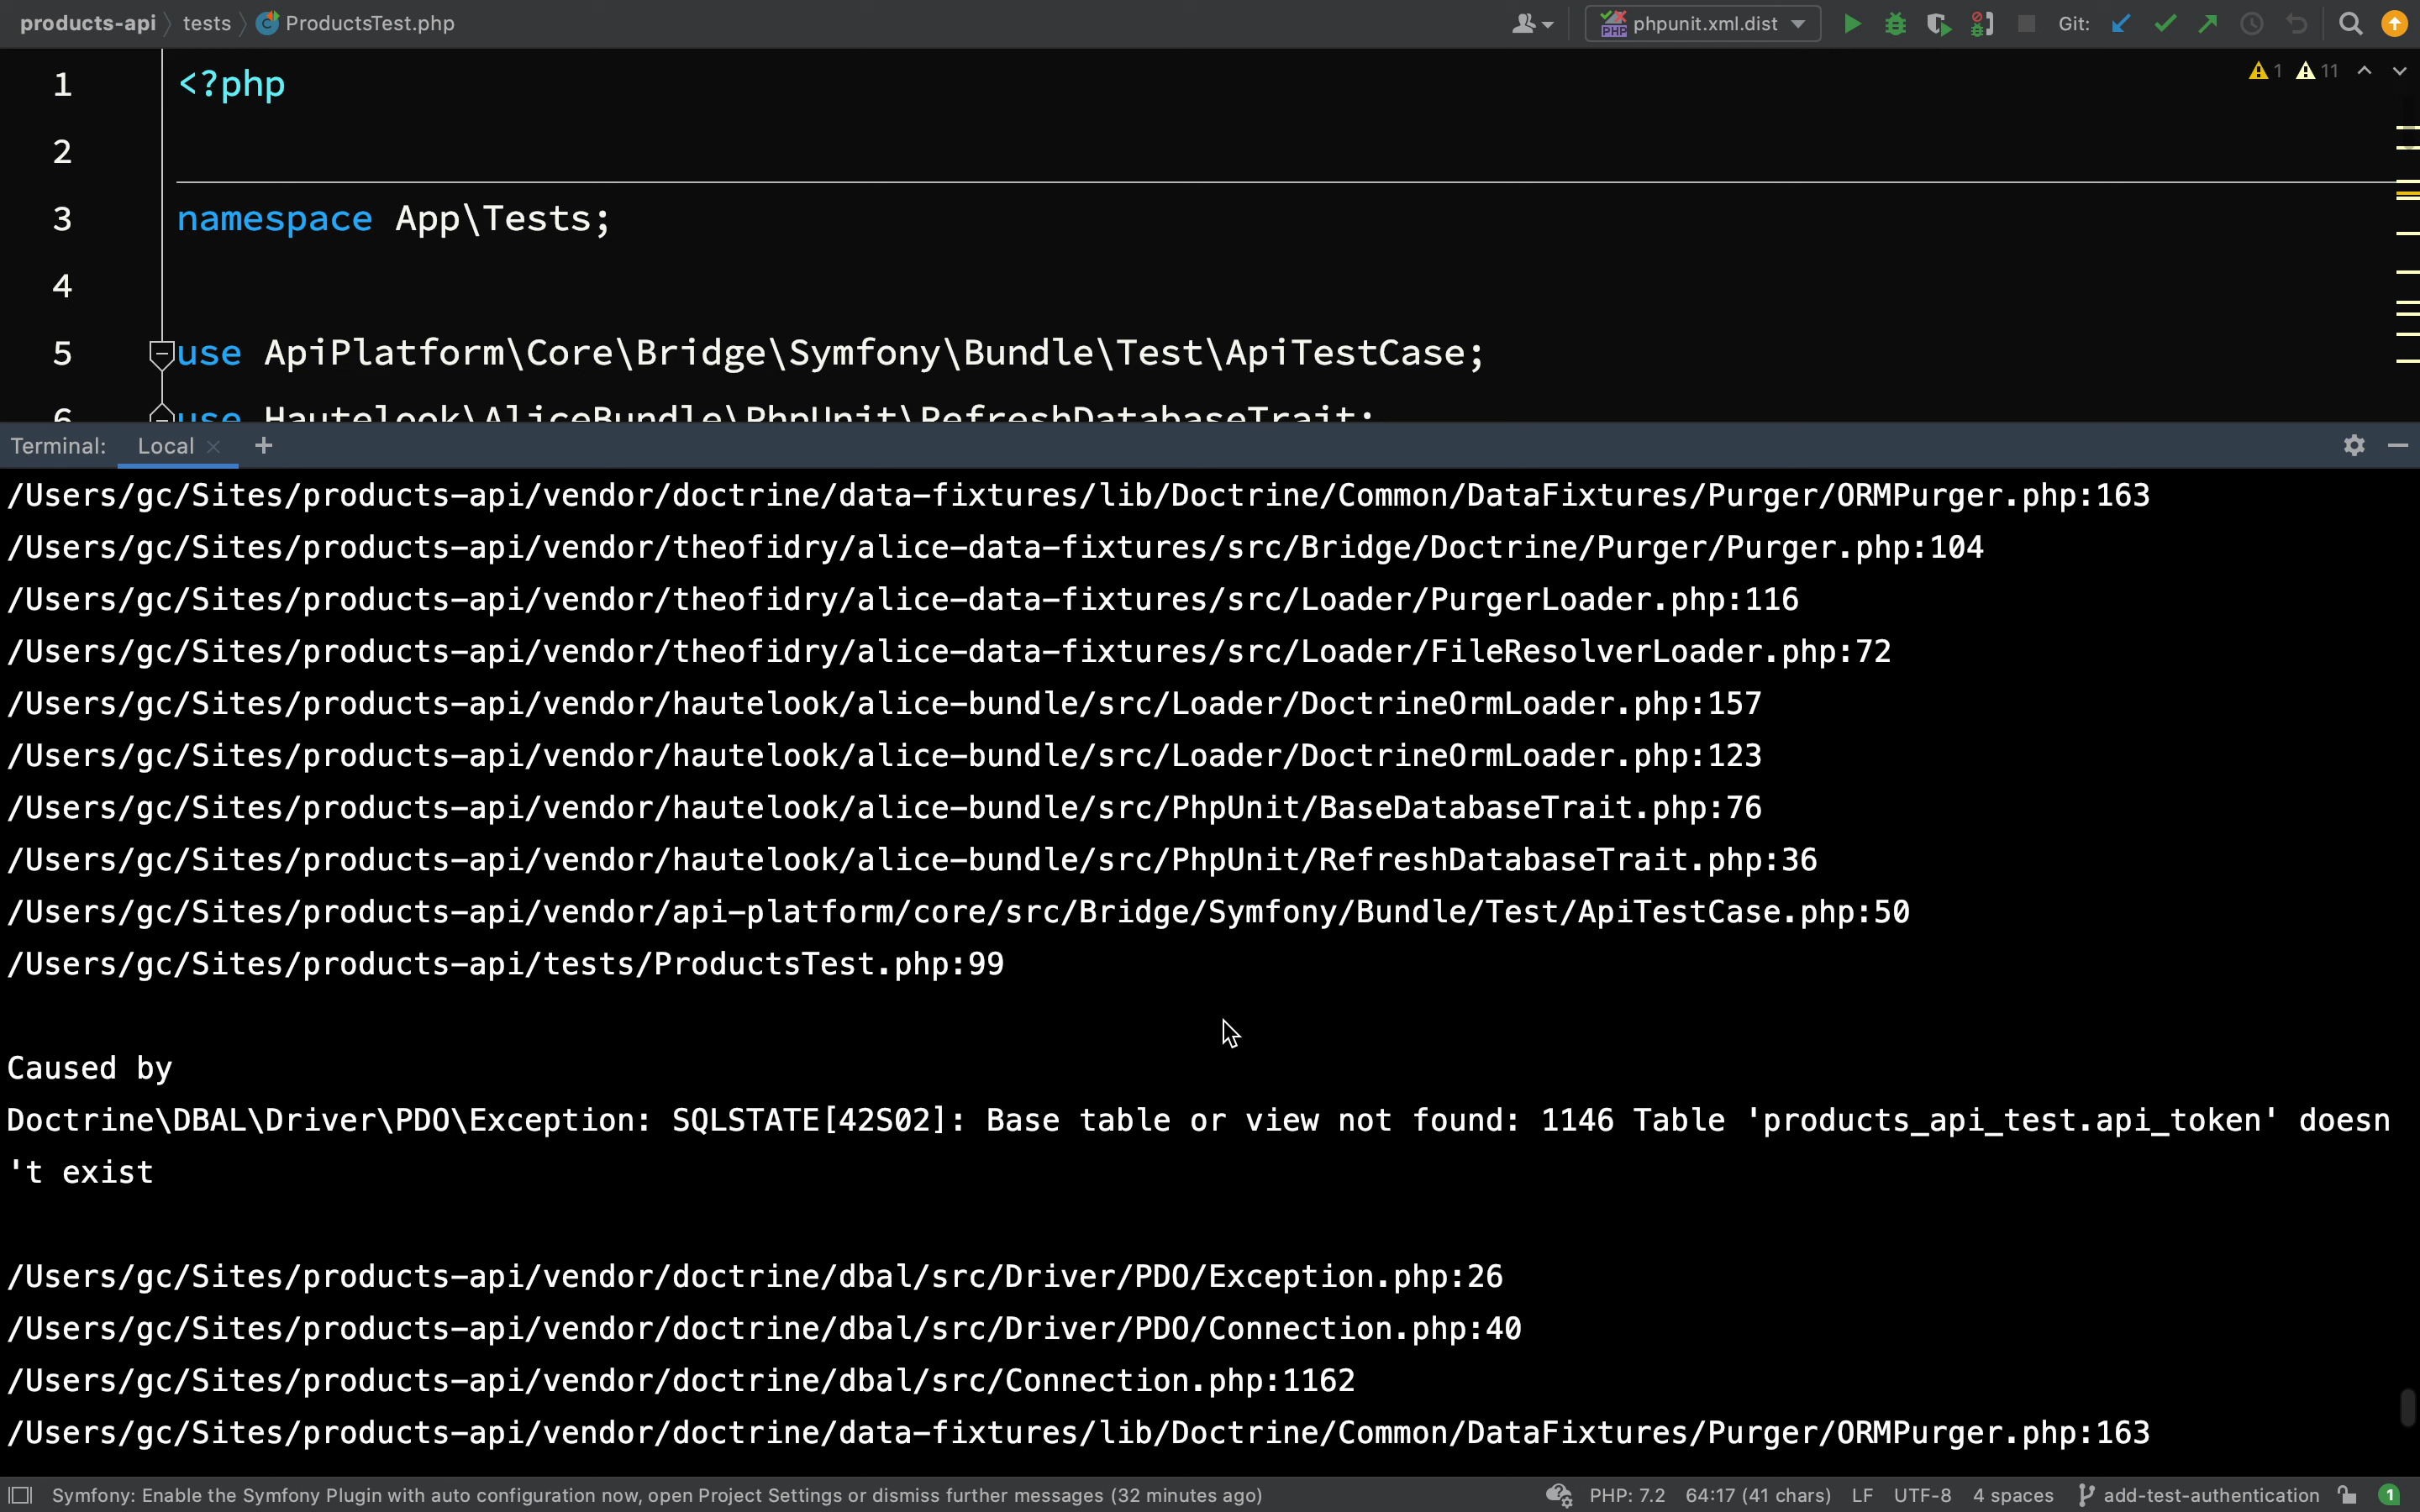 products-api tests ProductsTest.php phpunit.xml.dist Git:
1 <?php 1 11
2
3 namespace App\Tests;
4
5 use ApiPlatform\Core\Bridge\Symfony\Bundle\Test\ApiTestCase;
6 use Hautelook\AliceBundle\PhpUnit\RefreshDatabaseTrait;
Terminal: Local
/Users/gc/Sites/products-api/vendor/doctrine/data-fixtures/lib/Doctrine/Common/DataFixtures/Purger/ORMPurger.php:163
/Users/gc/Sites/products-api/vendor/theofidry/alice-data-fixtures/src/Bridge/Doctrine/Purger/Purger.php:104
/Users/gc/Sites/products-api/vendor/theofidry/alice-data-fixtures/src/Loader/PurgerLoader.php:116
/Users/gc/Sites/products-api/vendor/theofidry/alice-data-fixtures/src/Loader/FileResolverLoader.php:72
/Users/gc/Sites/products-api/vendor/hautelook/alice-bundle/src/Loader/DoctrineOrmLoader.php:157
/Users/gc/Sites/products-api/vendor/hautelook/alice-bundle/src/Loader/DoctrineOrmLoader.php:123
/Users/gc/Sites/products-api/vendor/hautelook/alice-bundle/src/PhpUnit/BaseDatabaseTrait.php:76
/Users/gc/Sites/products-api/vendor/hautelook/alice-bundle/src/PhpUnit/RefreshDatabaseTrait.php:36
/Users/gc/Sites/products-api/vendor/api-platform/core/src/Bridge/Symfony/Bundle/Test/ApiTestCase.php:50
/Users/gc/Sites/products-api/tests/ProductsTest.php:99
Caused by
Doctrine\DBAL\Driver\PDO\Exception: SQLSTATE[42S02]: Base table or view not found: 1146 Table 'products_api_test.api_token' doesn
't exist
/Users/gc/Sites/products-api/vendor/doctrine/dbal/src/Driver/PDO/Exception.php:26
/Users/gc/Sites/products-api/vendor/doctrine/dbal/src/Driver/PDO/Connection.php:40
/Users/gc/Sites/products-api/vendor/doctrine/dbal/src/Connection.php:1162
/Users/gc/Sites/products-api/vendor/doctrine/data-fixtures/lib/Doctrine/Common/DataFixtures/Purger/ORMPurger.php:163
Symfony: Enable the Symfony Plugin with auto configuration now, open Project Settings or dismiss further messages (32 minutes ago) PHP: 7.2 64:17 (41 chars) LF UTF-8 4 spaces add-test-authentication 1